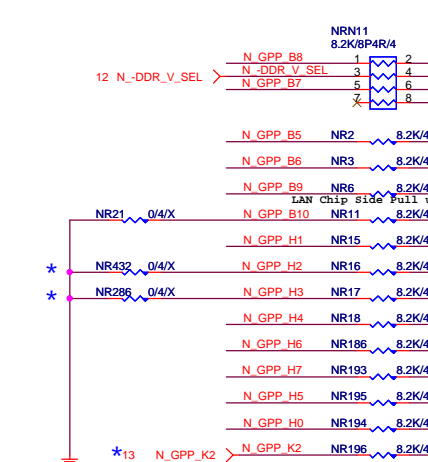 NRN11
8.2K/8P4R/4
N_GPP_B8 1 2
12 N_-DDR_V_SEL N_-DDR_V_SEL 3 4
N_GPP_B7 5 6
7 8
N_GPP_B5 NR2 8.2K/4
N_GPP_B6 NR3 8.2K/4
N_GPP_B9 NR6 8.2K/4
LAN Chip Side Pull u
NR21 0/4/X N_GPP_B10 NR11 8.2K/4
N_GPP_H1 NR15 8.2K/4
* NR432 0/4/X N_GPP_H2 NR16 8.2K/4
* NR286 0/4/X N_GPP_H3 NR17 8.2K/4
N_GPP_H4 NR18 8.2K/4
N_GPP_H6 NR186 8.2K/4
N_GPP_H7 NR193 8.2K/4
N_GPP_H5 NR195 8.2K/4
N_GPP_H0 NR194 8.2K/4
*13 N_GPP_K2 N_GPP_K2 NR196 8.2K/4